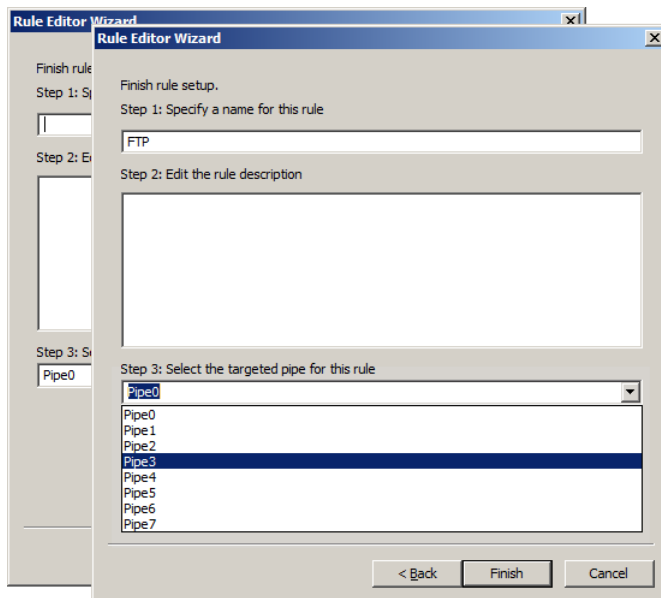 Rule Editor Wizard
Finish rule
Step 1: Sp
Step 2: E
Step 3: S
Pipe0
Rule Editor Wizard
Finish rule setup.
Step 1: Specify a name for this rule
FTP
Step 2: Edit the rule description
Step 3: Select the targeted pipe for this rule
Pipe0
Pipe0
Pipe1
Pipe2
Pipe3
Pipe4
Pipe5
Pipe6
Pipe7
< Back
Finish
Cancel